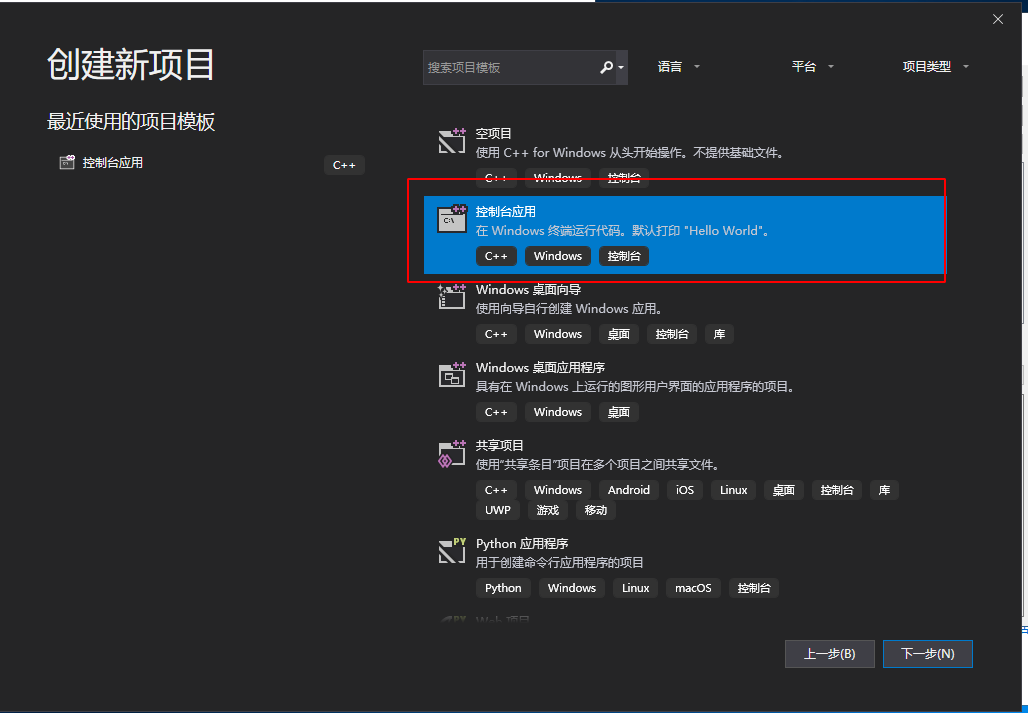 创建新项目
最近使用的项目模板
控制台应用
C++
搜索项目模板
语言
平台
项目类型
空项目
使用 C++ for Windows 从头开始操作。不提供基础文件。
C++ Windows 控制台
控制台应用
在 Windows 终端运行代码。默认打印 "Hello World"。
C++ Windows 控制台
Windows 桌面向导
使用向导自行创建 Windows 应用。
C++ Windows 桌面 控制台 库
Windows 桌面应用程序
具有在 Windows 上运行的图形用户界面的应用程序的项目。
C++ Windows 桌面
共享项目
使用“共享条目”项目在多个项目之间共享文件。
C++ Windows Android iOS Linux 桌面 控制台 库
UWP 游戏 移动
Python 应用程序
用于创建命令行应用程序的项目
Python Windows Linux macOS 控制台
Web 项目
上一步(B)
下一步(N)